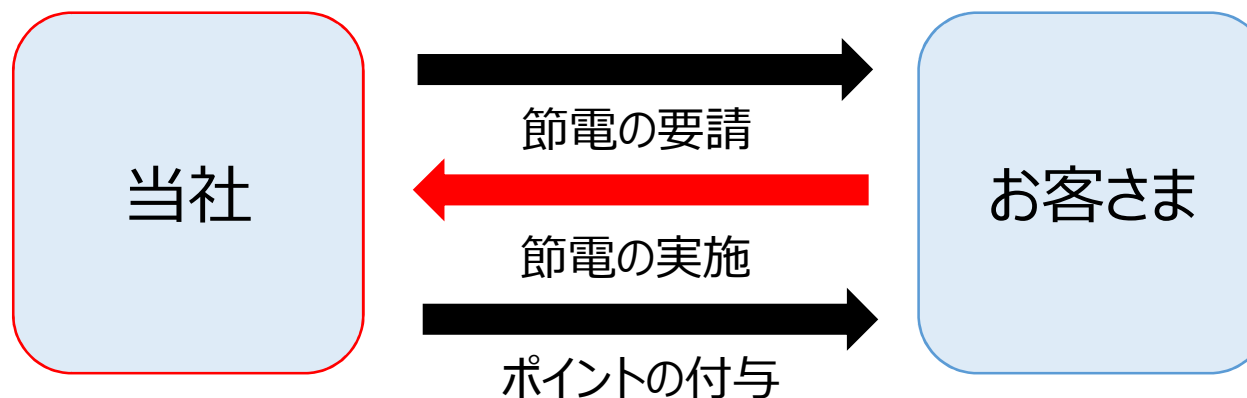 節電の要請
当社
お客さま
節電の実施
ポイントの付与